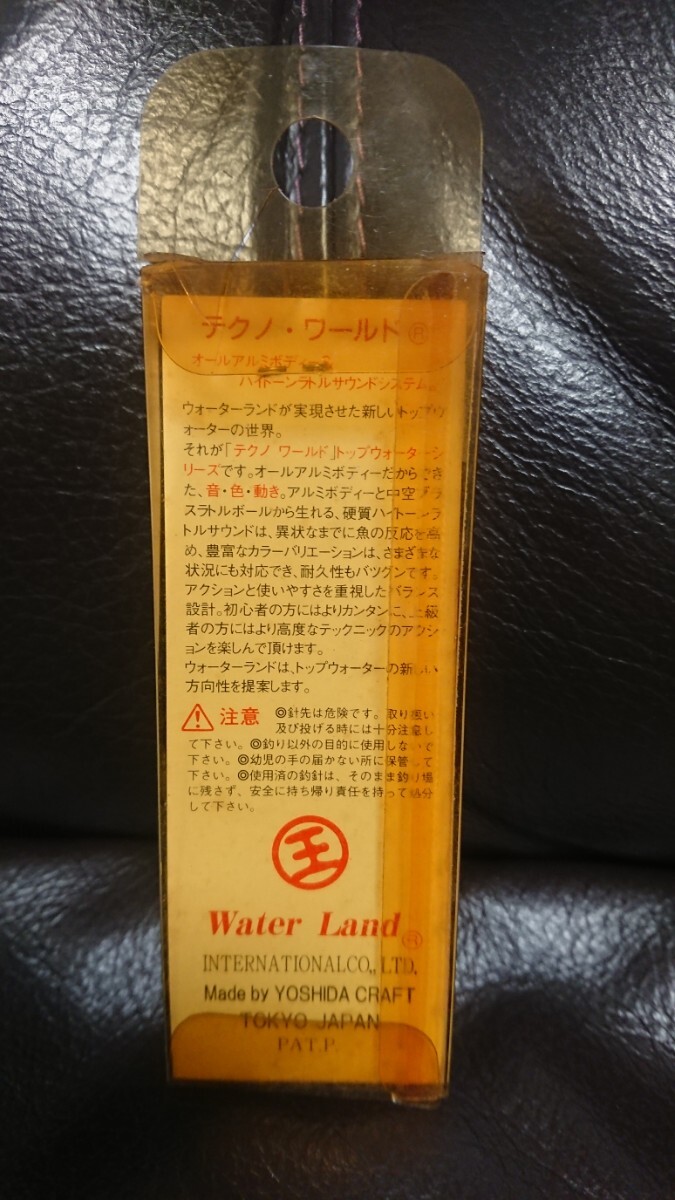 テクノ・ワールド®
オールアルミボディー
ハイトーンラトルサウンドシステム
ウォーターランドが実現させた新しいトップウ
ォーターの世界。
それが「テクノ ワールド」トップウォーターシ
リーズです。オールアルミボディーだからでき
た、音・色・動き。アルミボディーと中空ブラ
スラトルボールから生れる、硬質ハイトーンラ
トルサウンドは、異状なまでに魚の反応を高
め、豊富なカラーバリエーションは、さまざまな
状況にも対応でき、耐久性もバツグンです。
アクションと使いやすさを重視したバランス
設計。初心者の方にはよりカンタンに、上級
者の方にはより高度なテックニックのアクシ
ョンを楽しんで頂けます。
ウォーターランドは、トップウォーターの新しい
方向性を提案します。
注意 ◎針先は危険です。取り扱い
及び投げる時には十分注意し
て下さい。◎釣り以外の目的に使用しないで
下さい。◎幼児の手の届かない所に保管して
下さい。◎使用済の釣針は、そのまま釣り場
に残さず、安全に持ち帰り責任を持って処分
して下さい。
王
Water Land®
INTERNATIONALCO.,LTD.
Made by YOSHIDA CRAFT
TOKYO JAPAN
PAT.P.